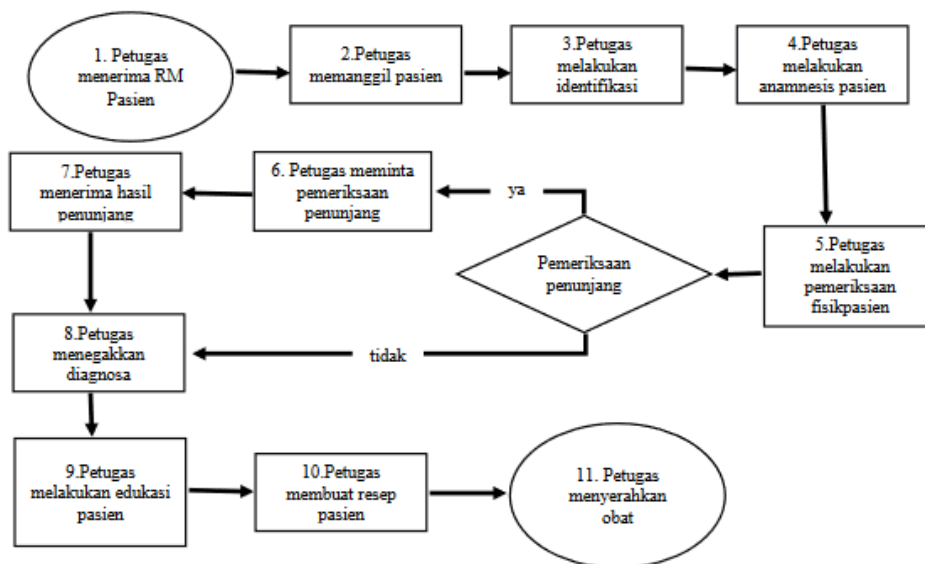 1. Petugas
menerima RM
Pasien
2.Petugas
memanggil pasien
3.Petugas
melakukan
identifikasi
4.Petugas
melakukan
anamnesis pasien
7.Petugas
menerima hasil
penunjang
6. Petugas meminta
pemeriksaan
penunjang
ya
Pemeriksaan
penunjang
5.Petugas
melakukan
pemeriksaan
fisikpasien
8.Petugas
menegakkan
diagnosa
tidak
9.Petugas
melakukan edukasi
pasien
10.Petugas
membuat resep
pasien
11. Petugas
menyerahkan
obat